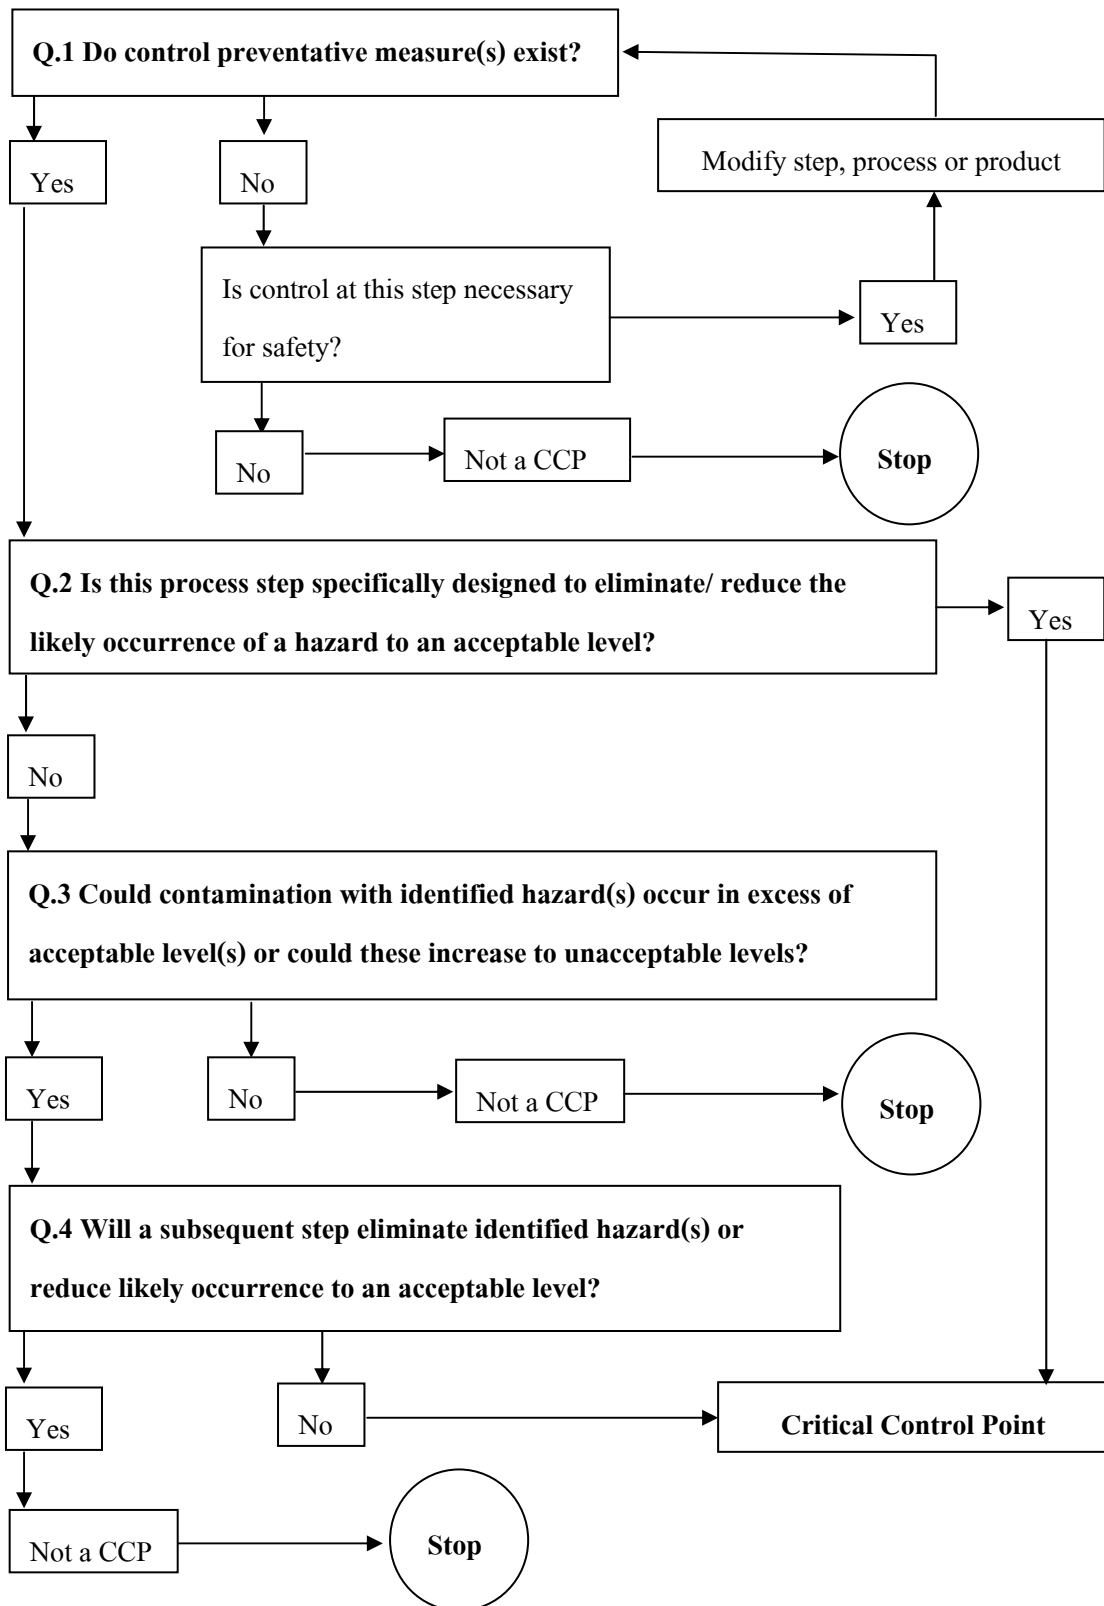 Q.1 Do control preventative measure(s) exist?
Yes
No
Modify step, process or product
Is control at this step necessary
for safety?
Yes
No
Not a CCP
Stop
Q.2 Is this process step specifically designed to eliminate/ reduce the
likely occurrence of a hazard to an acceptable level?
Yes
No
Q.3 Could contamination with identified hazard(s) occur in excess of
acceptable level(s) or could these increase to unacceptable levels?
Yes
No
Not a CCP
Stop
Q.4 Will a subsequent step eliminate identified hazard(s) or
reduce likely occurrence to an acceptable level?
Yes
No
Critical Control Point
Not a CCP
Stop